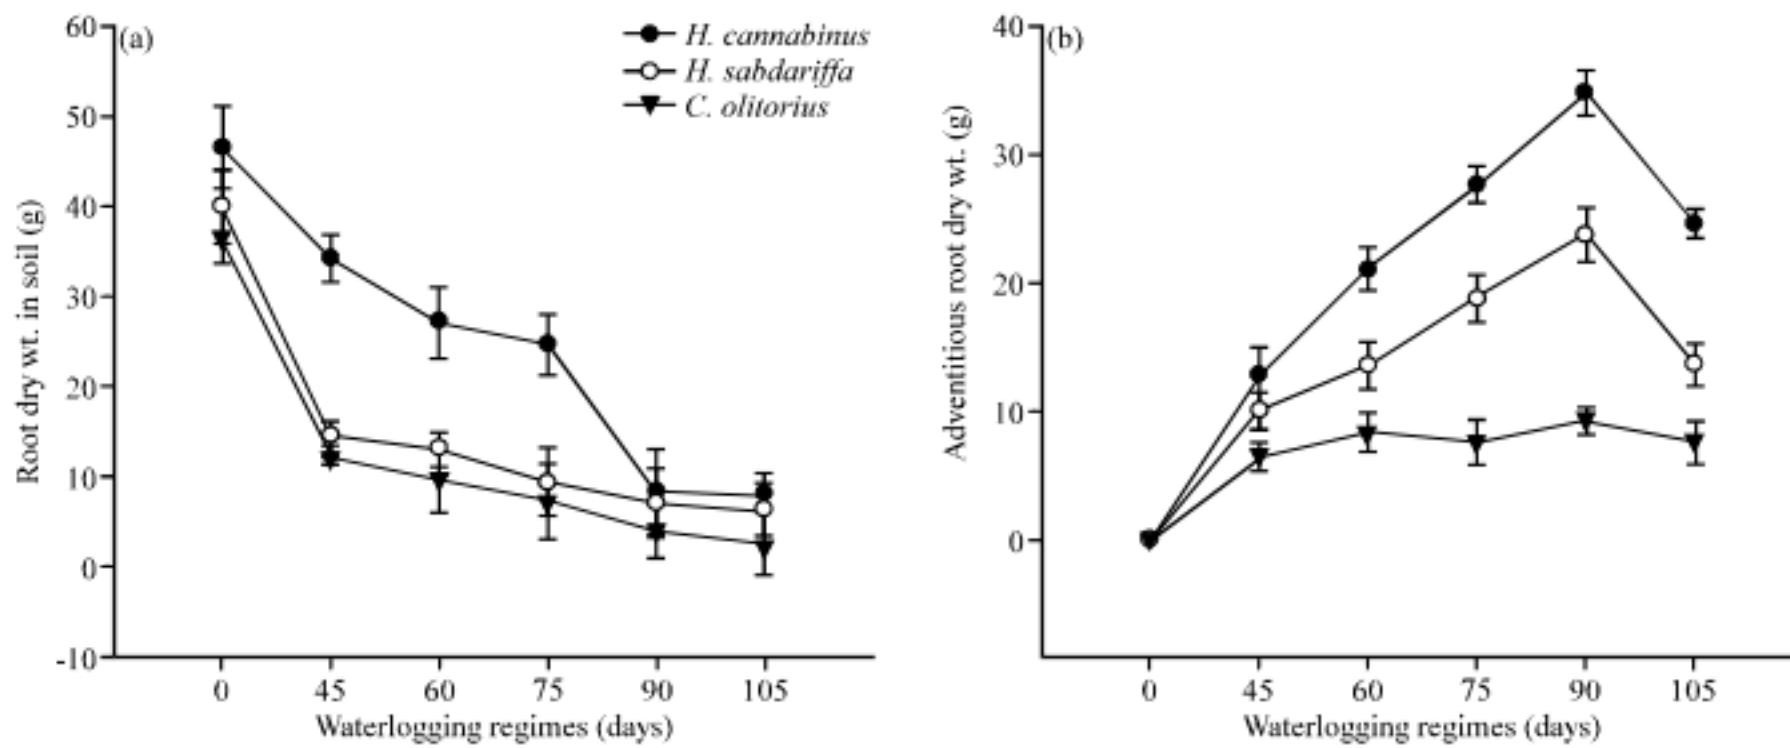 (a)
H. cannabinus
H. sabdariffa
C. olitorius
Root dry wt. in soil (g)
60
50
40
30
20
10
0
-10
0 45 60 75 90 105
Waterlogging regimes (days)
(b)
Adventitious root dry wt. (g)
40
30
20
10
0
0 45 60 75 90 105
Waterlogging regimes (days)